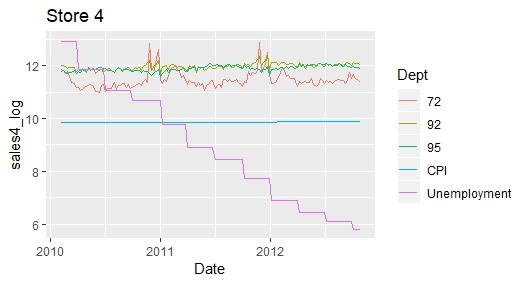 Store 4
sales4_log
12
10
8
6
2010
2011
2012
Date
Dept
72
92
95
CPI
Unemployment